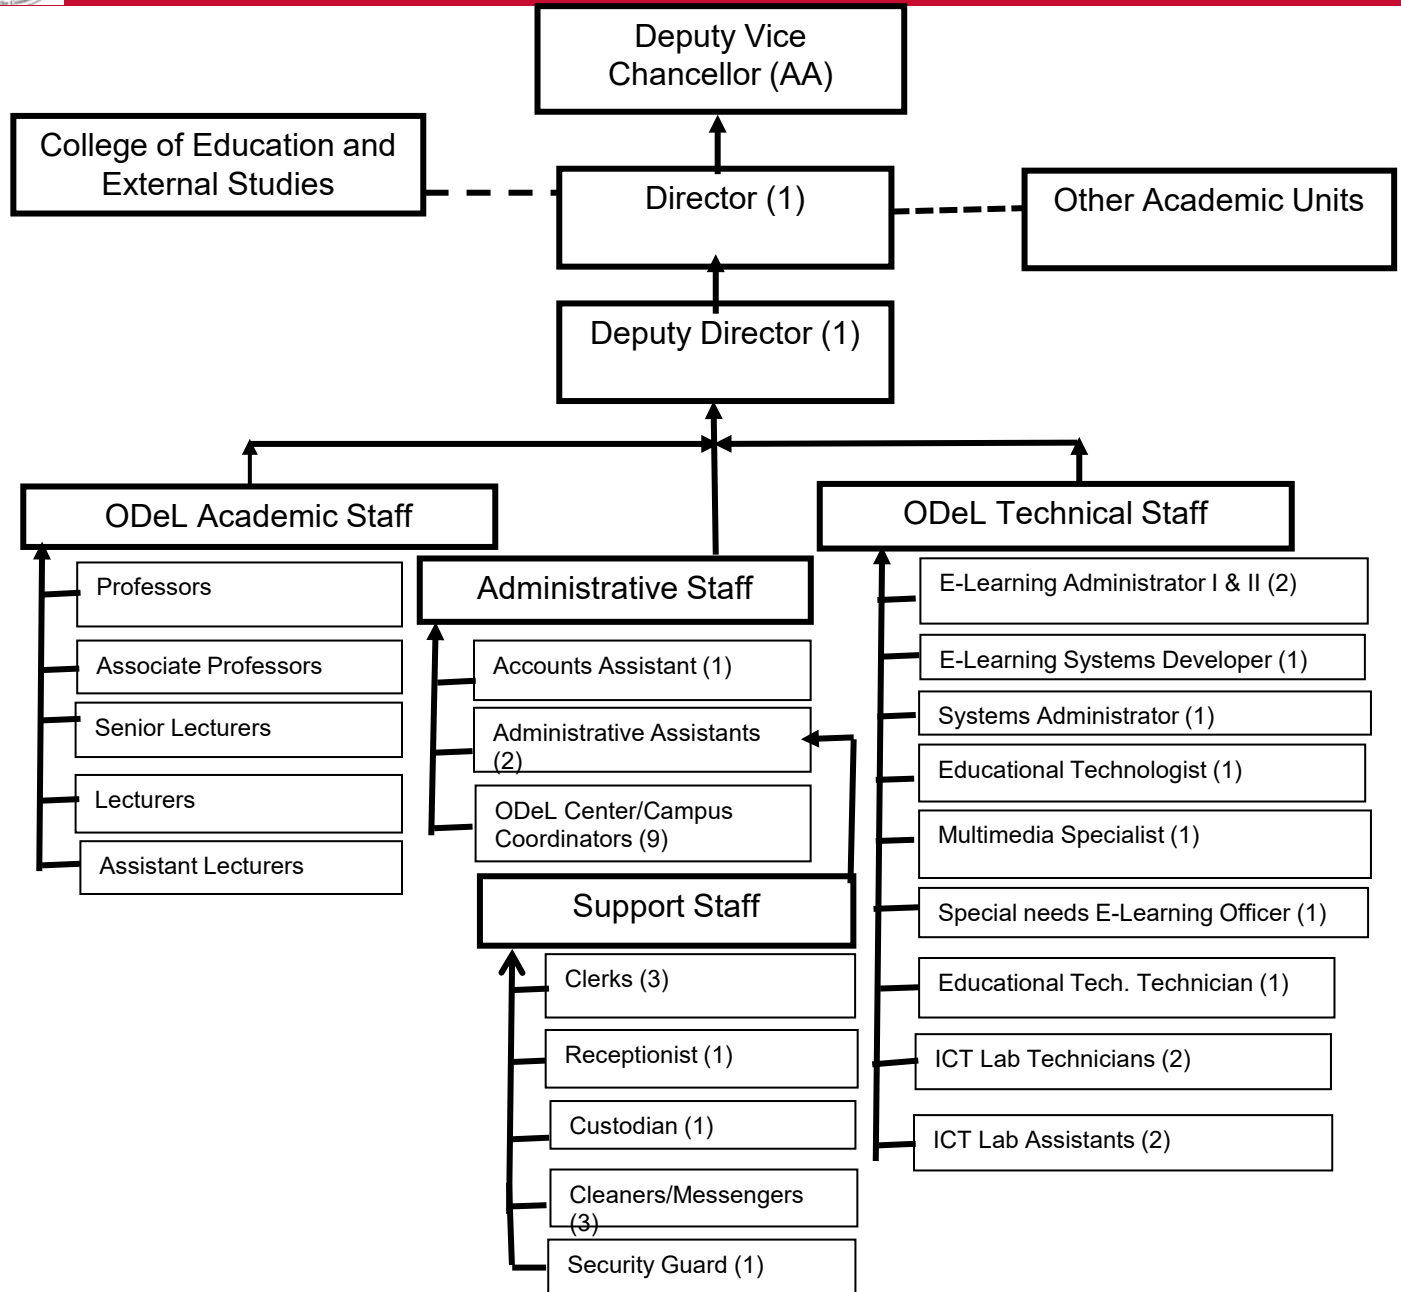 Deputy Vice
Chancellor (AA)
College of Education and
External Studies
Director (1)
Other Academic Units
Deputy Director (1)
ODeL Academic Staff
Professors
Associate Professors
Senior Lecturers
Lecturers
Assistant Lecturers
Administrative Staff
Accounts Assistant (1)
Administrative Assistants
(2)
ODeL Center/Campus
Coordinators (9)
Support Staff
Clerks (3)
Receptionist (1)
Custodian (1)
Cleaners/Messengers
(3)
Security Guard (1)
ODeL Technical Staff
E-Learning Administrator I & II (2)
E-Learning Systems Developer (1)
Systems Administrator (1)
Educational Technologist (1)
Multimedia Specialist (1)
Special needs E-Learning Officer (1)
Educational Tech. Technician (1)
ICT Lab Technicians (2)
ICT Lab Assistants (2)